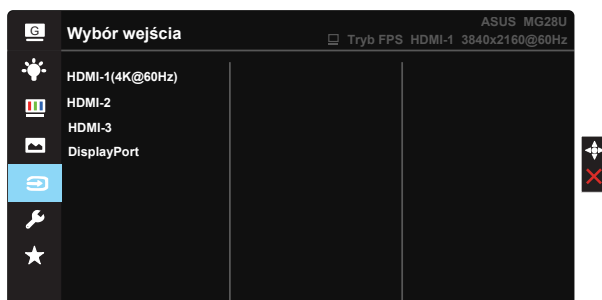 G
Wybór wejścia
ASUS MG28U
Tryb FPS HDMI-1 3840x2160@60Hz
HDMI-1(4K@60Hz)
HDMI-2
HDMI-3
DisplayPort